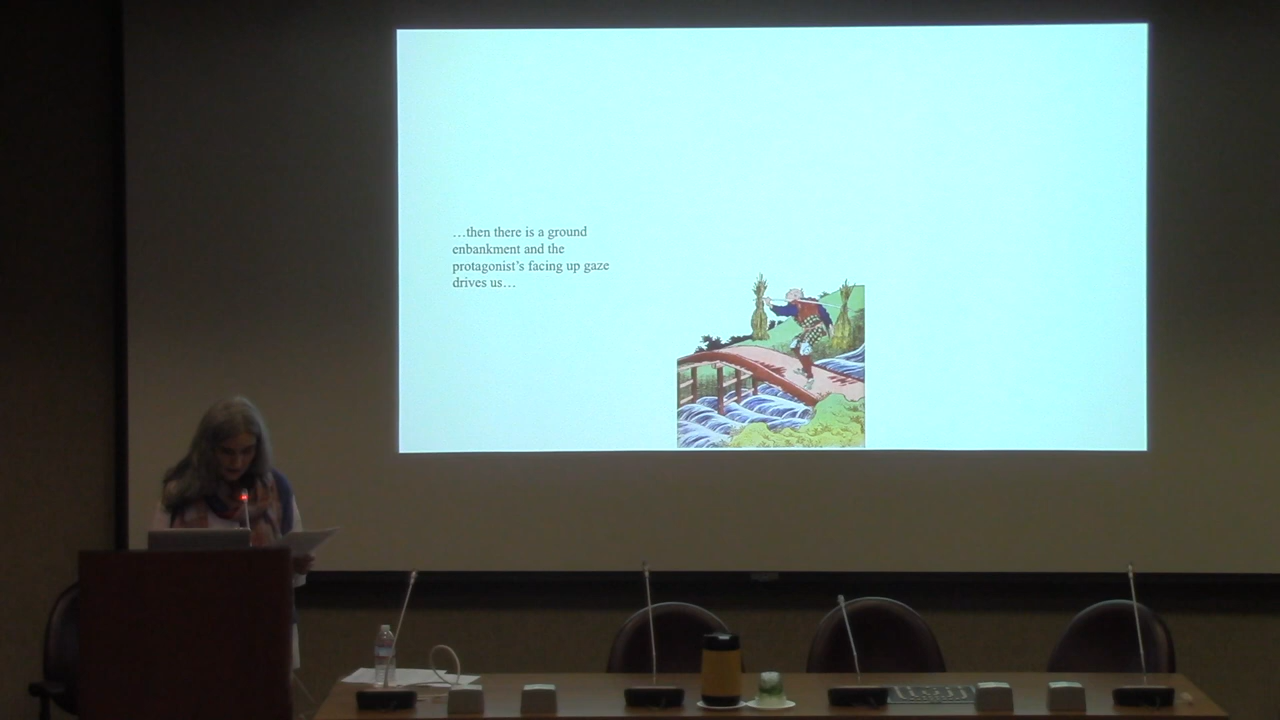 …then there is a ground
enbankment and the
protagonist’s facing up gaze
drives us…